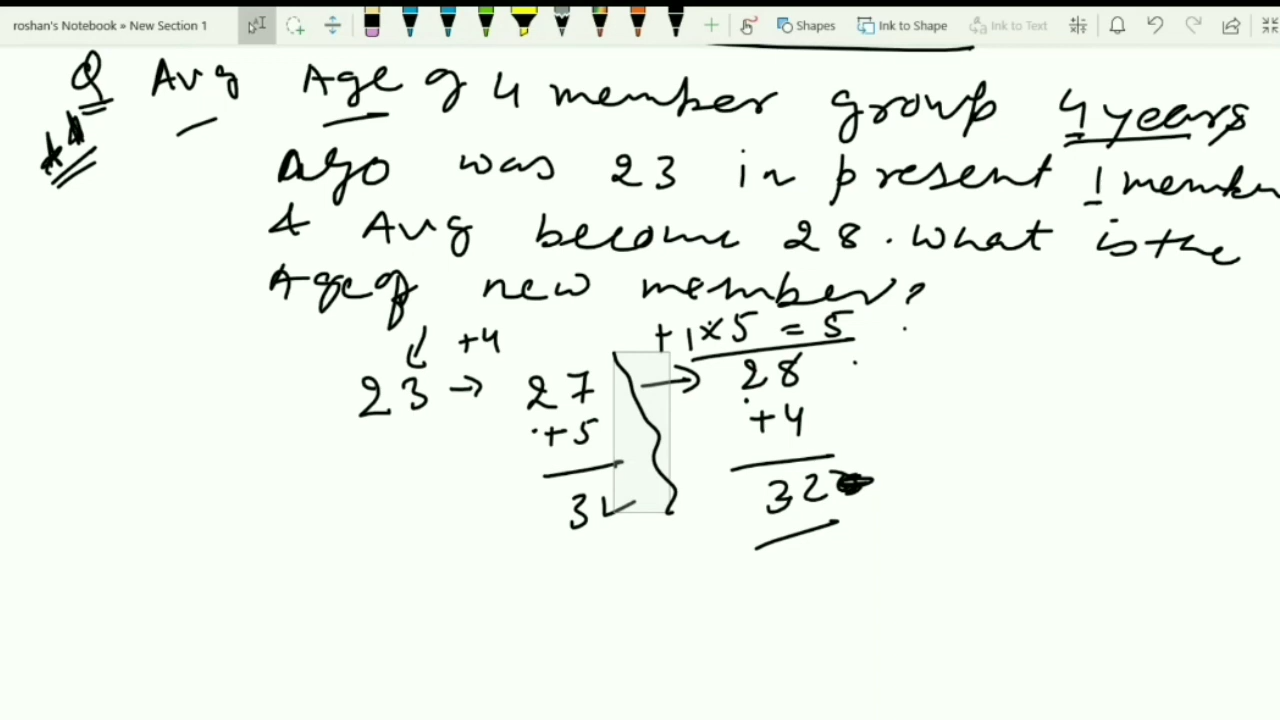 roshan's Notebook » New Section 1
Shapes
Ink to Shape
Ink to Text
Q Avg Age of 4 member group 4 years
Ago was 23 in present 1 membe
& Avg become 28. What is the
Age of new member?
+4
+1×5 = 5
23 → 27 → 28
+5
+4
32
32